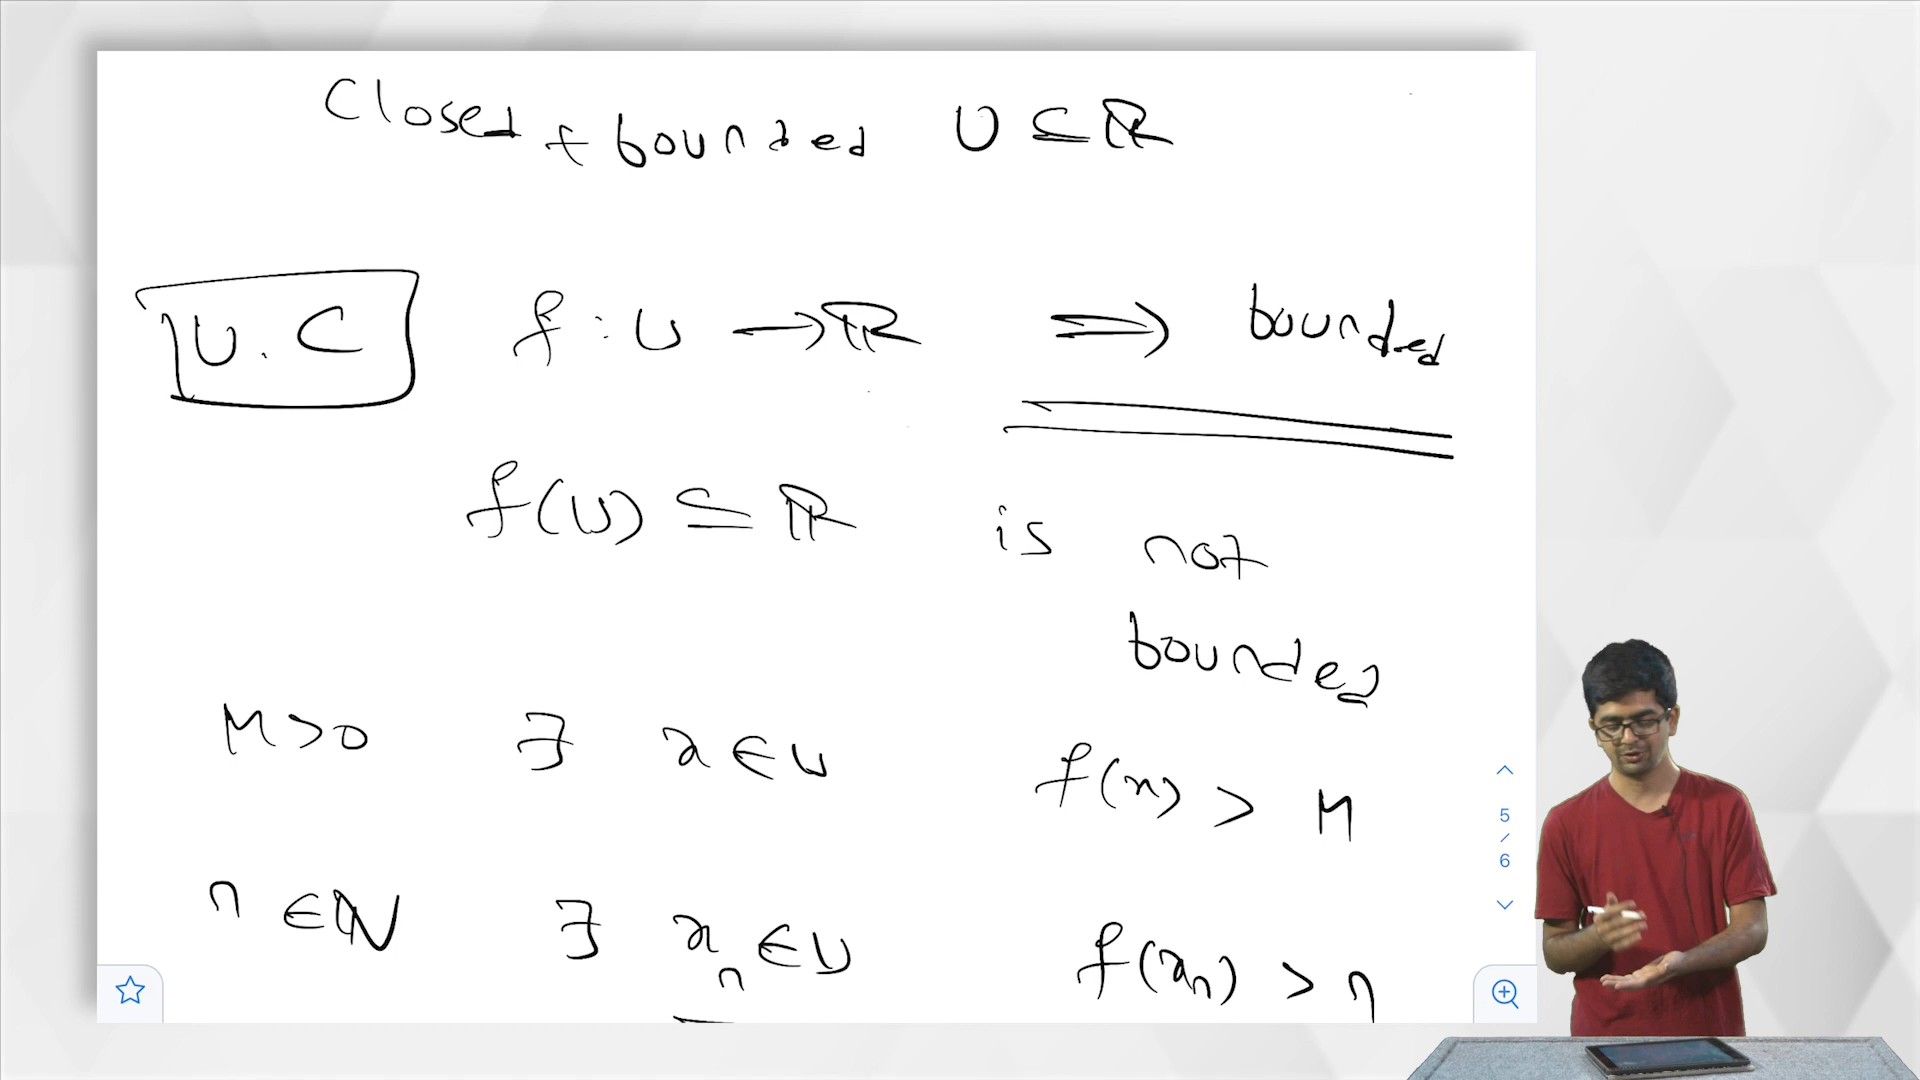 Closed + bounded U ⊆ ℝ
U.C f : U → ℝ ⟹ bounded
f(U) ⊆ ℝ is not
bounded
M > 0 ∃ x ∈ U f(x) > M
n ∈ ℕ ∃ xₙ ∈ U f(xₙ) > n
5
/
6